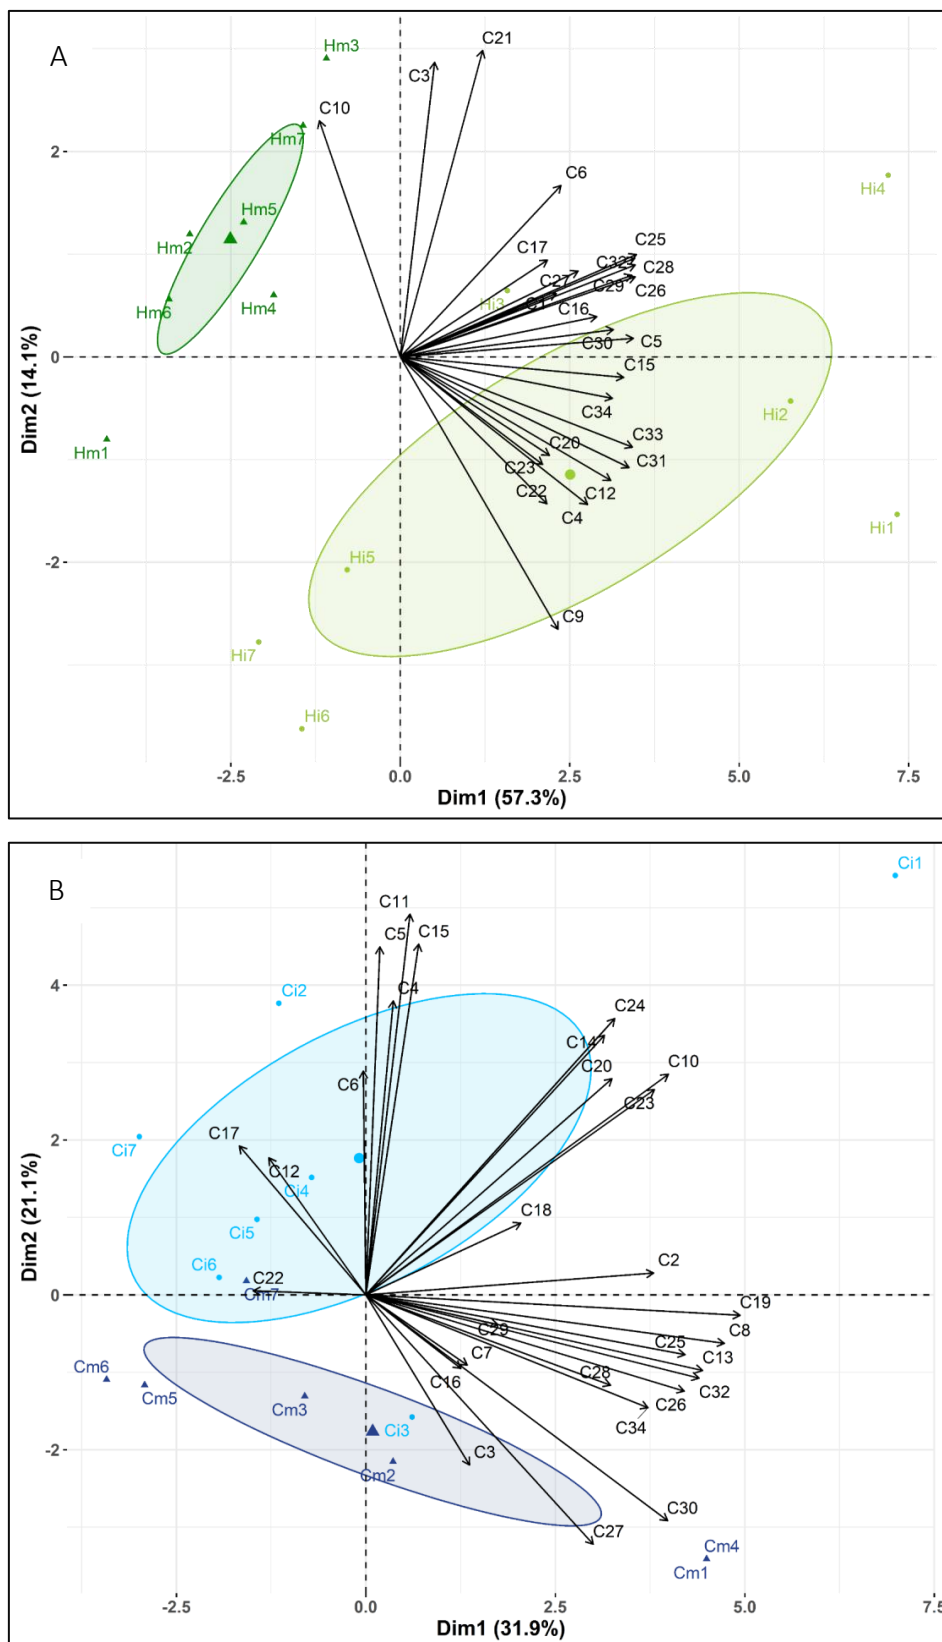 A
Hm3
C21
C3
C10
2
Hm7
C6
Hi4
Hm5
Hm2
C17
C25
C32
C28
C27
C29
C26
Hm6
Hm4
Hi3
C1
C16
C30
C5
0
C15
Hi2
C34
Hm1
C33
C20
C31
C23
C22
C12
C4
Hi1
-2
Hi5
C9
Hi7
Hi6
-2.5 0.0 2.5 5.0 7.5
Dim1 (57.3%)
Dim2 (14.1%)
B
Ci1
C11
C5 C15
4
Ci2
C4
C24
C14
C20
C10
C6
C23
2
Ci7
C17
C12
Ci4
Ci5
C18
Ci6
C22
C2
Cm7
0
C19
C29
C8
C7
C25
C13
Cm6
C16
C28
C32
Cm5
Cm3
C26
Ci3
C34
-2
C3
Cm2
C30
C27
Cm4
Cm1
-2.5 0.0 2.5 5.0 7.5
Dim1 (31.9%)
Dim2 (21.1%)